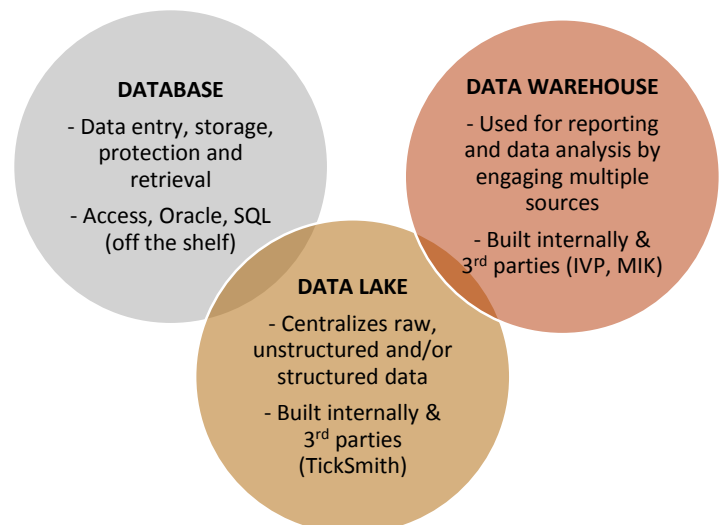 DATABASE
- Data entry, storage,
protection and
retrieval
- Access, Oracle, SQL
(off the shelf)
DATA WAREHOUSE
- Used for reporting
and data analysis by
engaging multiple
sources
- Built internally &
3rd parties (IVP, MIK)
DATA LAKE
- Centralizes raw,
unstructured and/or
structured data
- Built internally &
3rd parties
(TickSmith)